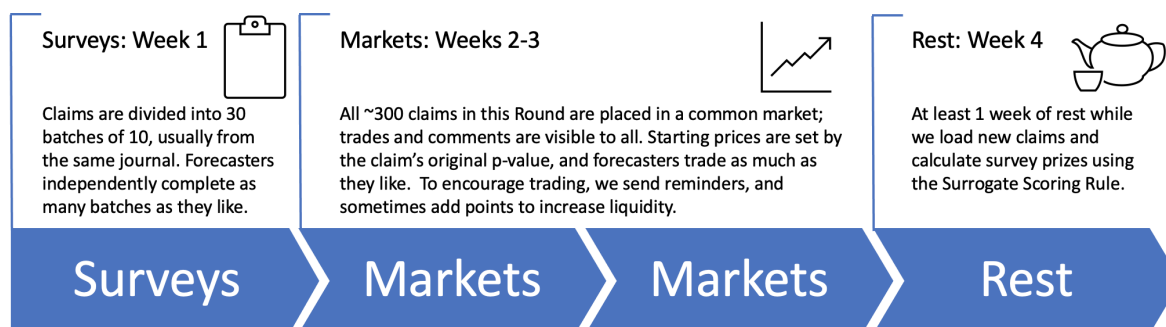 Surveys: Week 1
Claims are divided into 30
batches of 10, usually from
the same journal. Forecasters
independently complete as
many batches as they like.
Markets: Weeks 2-3
All ~300 claims in this Round are placed in a common market;
trades and comments are visible to all. Starting prices are set by
the claim’s original p-value, and forecasters trade as much as
they like.  To encourage trading, we send reminders, and
sometimes add points to increase liquidity.
Rest: Week 4
At least 1 week of rest while
we load new claims and
calculate survey prizes using
the Surrogate Scoring Rule.
Surveys
Markets
Markets
Rest